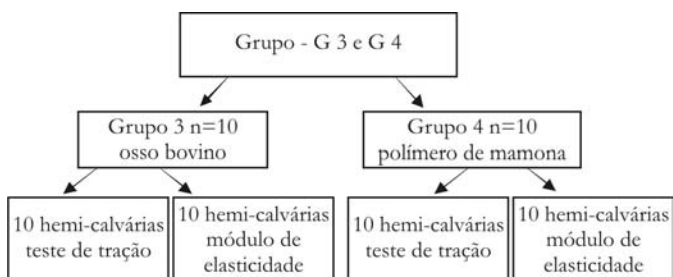 Grupo - G 3 e G 4
Grupo 3 n=10
osso bovino
Grupo 4 n=10
polímero de mamona
10 hemi-calvárias
teste de tração
10 hemi-calvárias
módulo de
elasticidade
10 hemi-calvárias
teste de tração
10 hemi-calvárias
módulo de
elasticidade